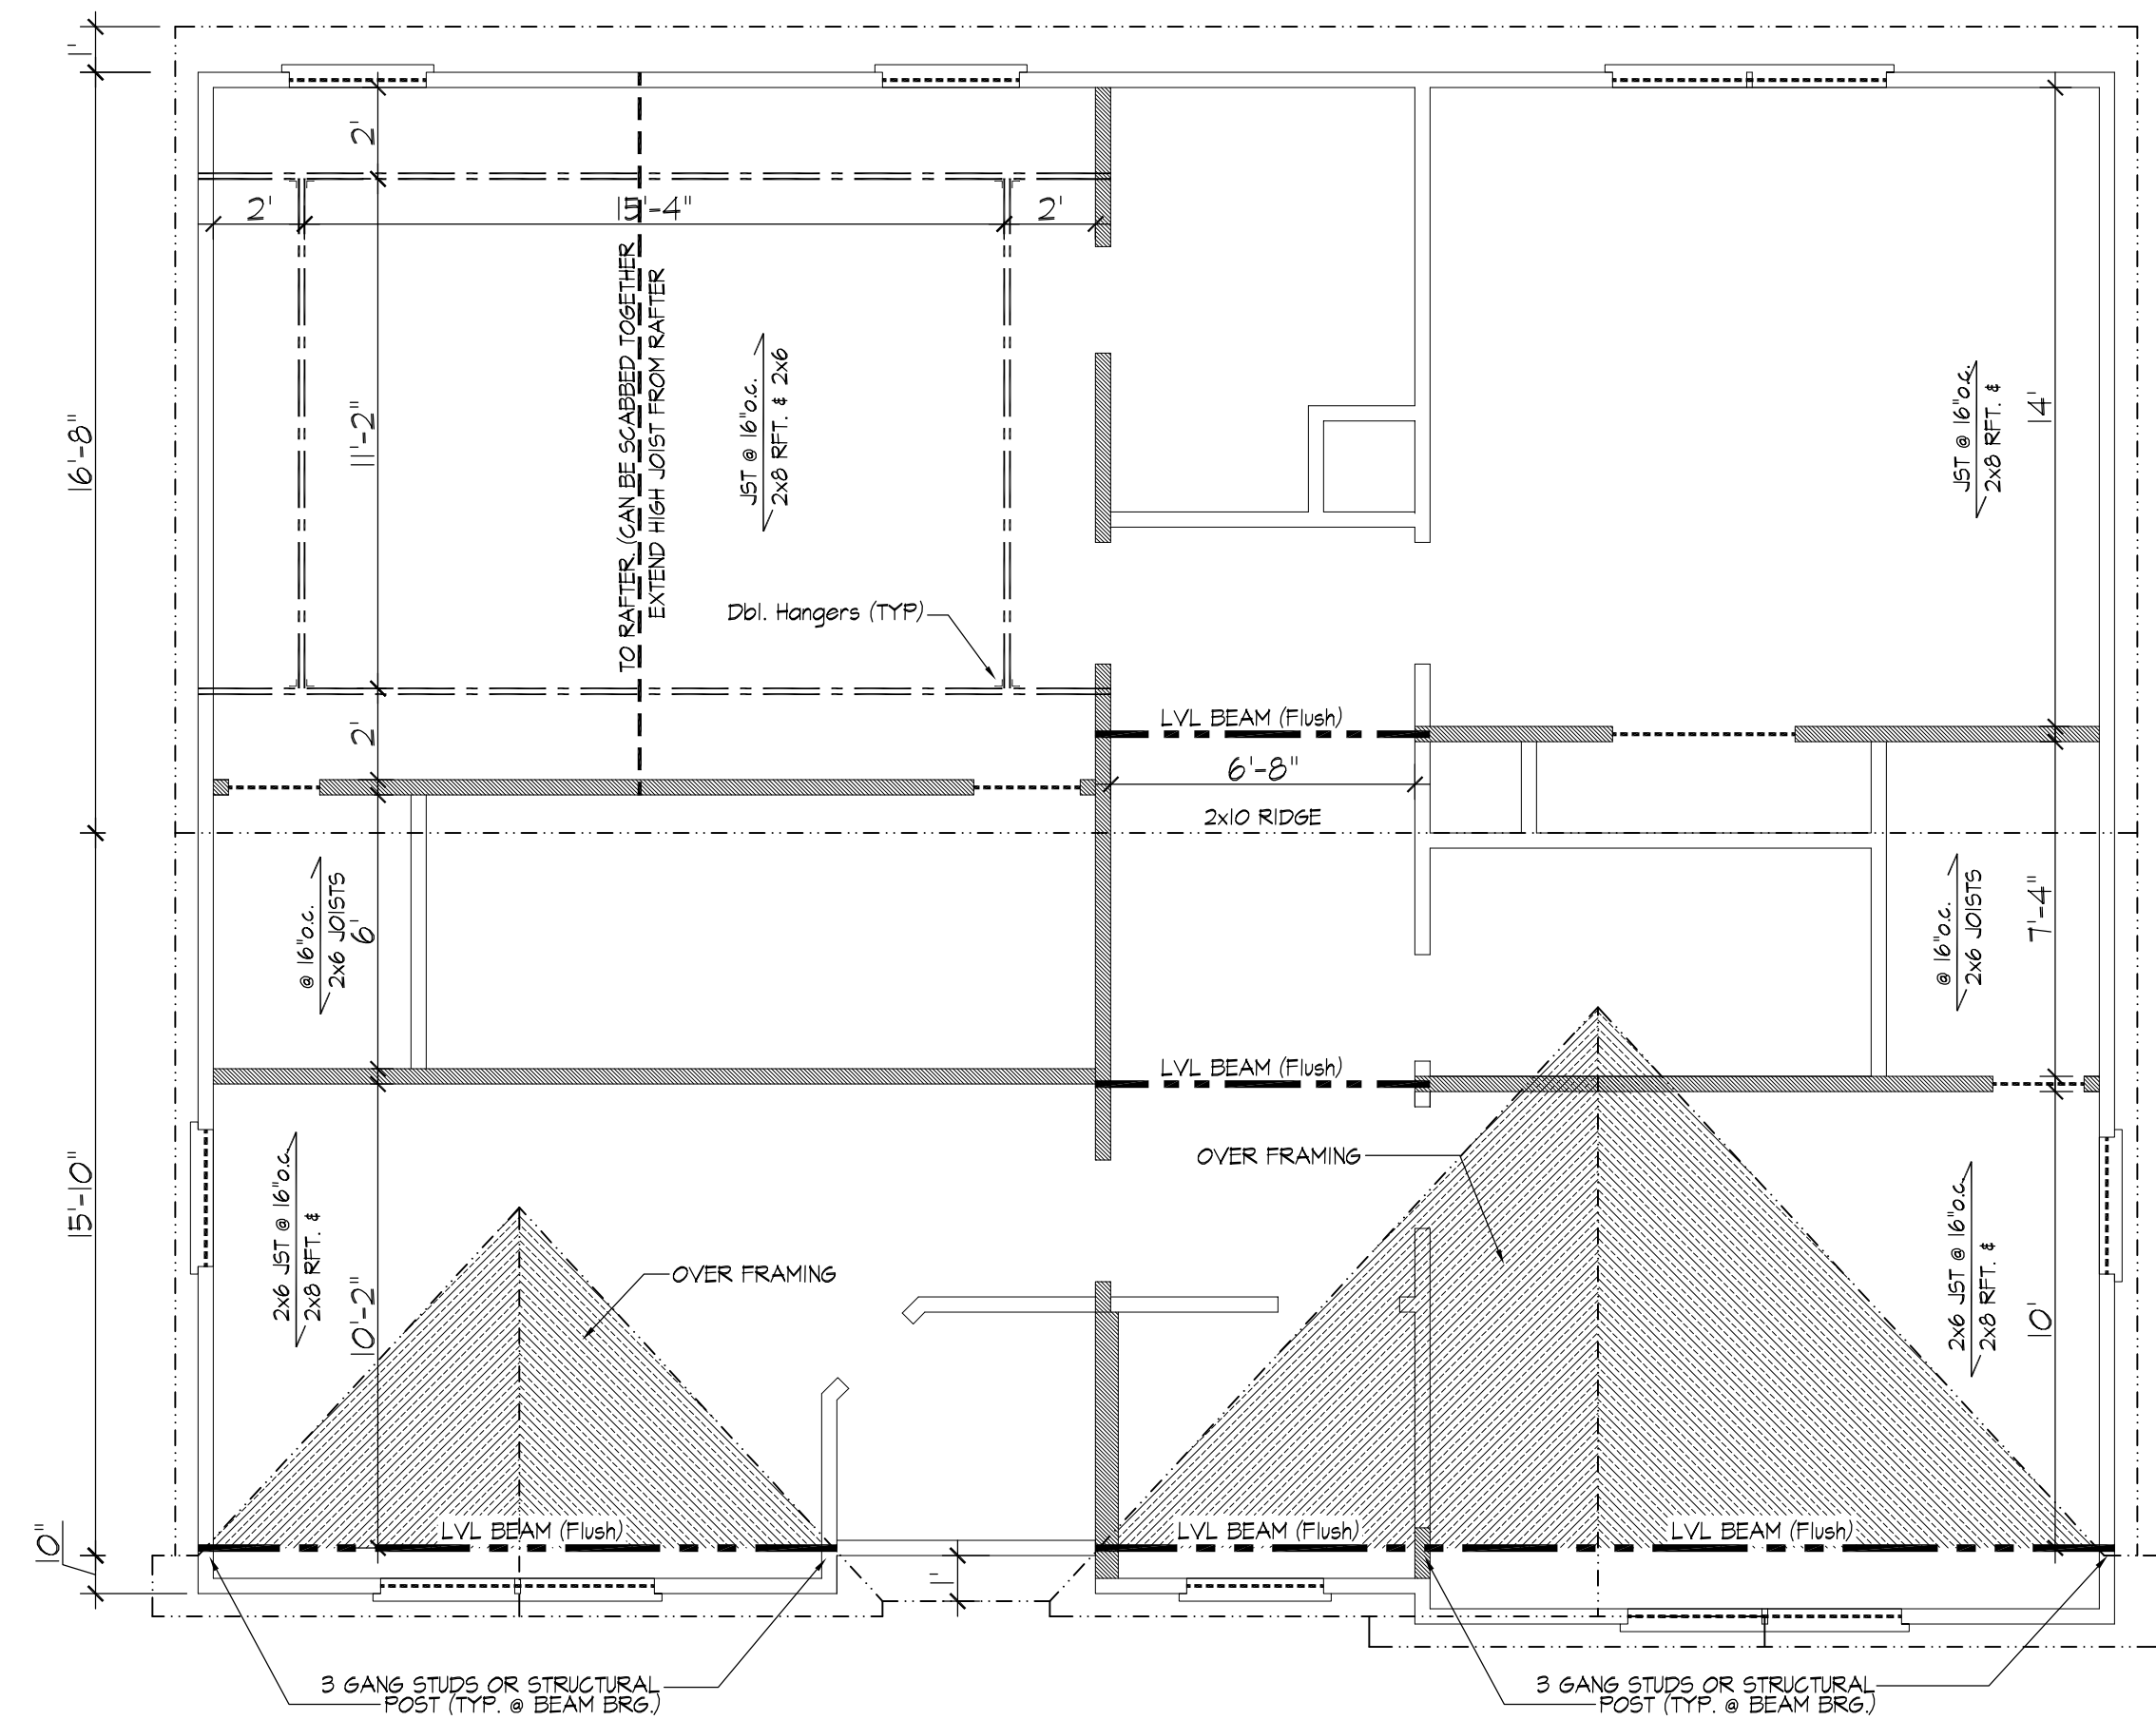 1'
2'
2'
15'-4"
2'
TO RAFTER. (CAN BE SCABBED TOGETHER
EXTEND HIGH JOIST FROM RAFTER
JST @ 16"o.c.
2x8 RFT. & 2x6
JST @ 16"o.c.
2x8 RFT. &
14'
16'-8"
11'-2"
Dbl. Hangers (TYP)
2'
LVL BEAM (Flush)
6'-8"
2x10 RIDGE
@ 16"o.c.
2x6 JOISTS
6'
@ 16"o.c.
2x6 JOISTS
7'-4"
LVL BEAM (Flush)
OVER FRAMING
15'-10"
2x6 JST @ 16"o.c.
2x8 RFT. &
10'-2"
OVER FRAMING
2x6 JST @ 16"o.c.
2x8 RFT. &
10'
10"
LVL BEAM (Flush)
LVL BEAM (Flush)
LVL BEAM (Flush)
1'
3 GANG STUDS OR STRUCTURAL
POST (TYP. @ BEAM BRG.)
3 GANG STUDS OR STRUCTURAL
POST (TYP. @ BEAM BRG.)